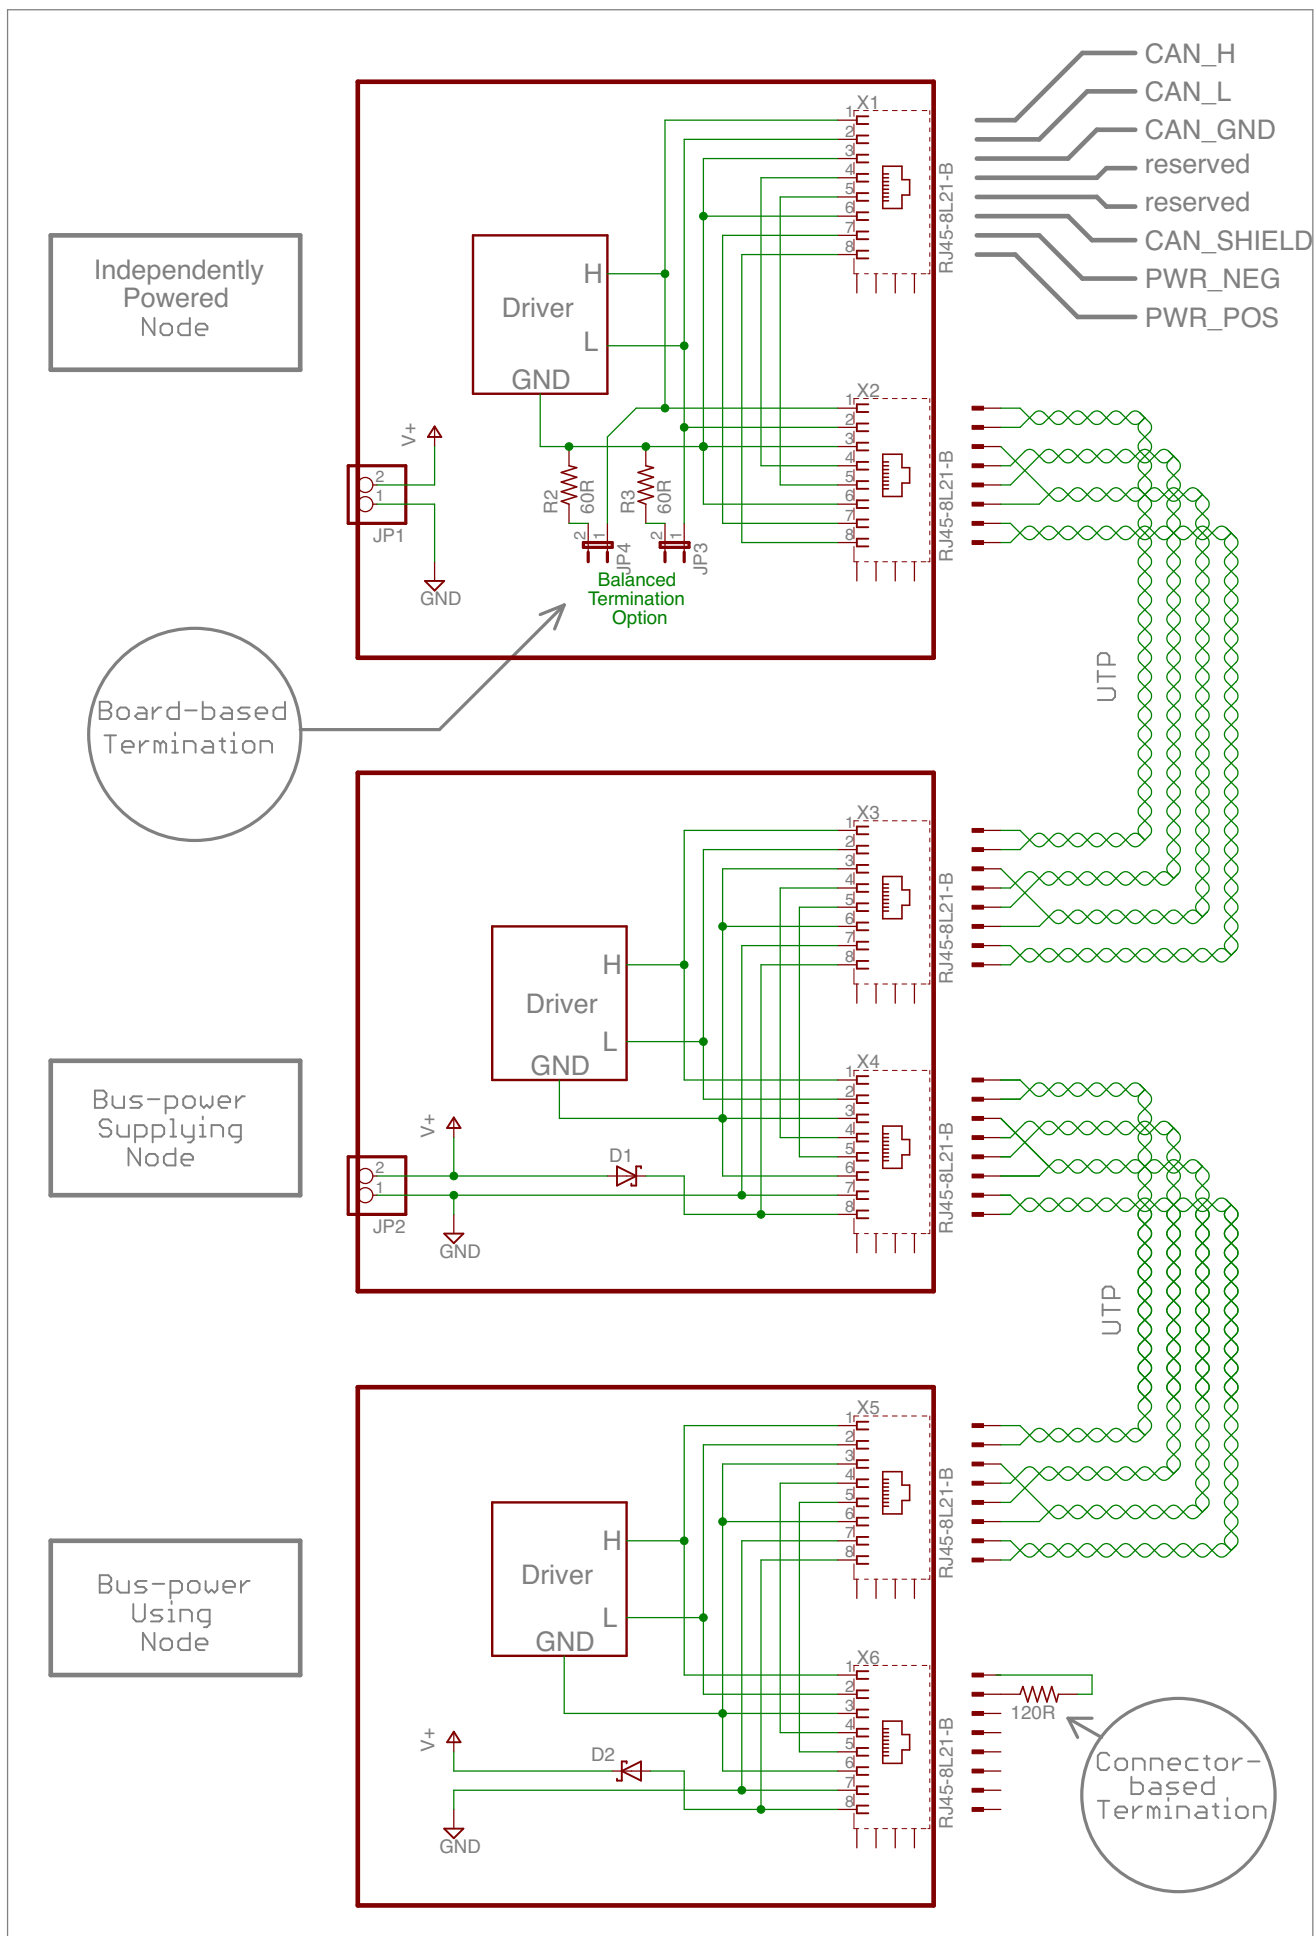 CAN_H
CAN_L
CAN_GND
reserved
reserved
CAN_SHIELD
PWR_NEG
PWR_POS
X1
1
2
3
4
5
6
7
8
RJ45-8L21-B
Independently
Powered
Node
H
Driver
L
GND
X2
1
2
3
4
5
6
7
8
RJ45-8L21-B
V+
2
1
JP1
GND
R2
60R
R3
60R
2
1
JP4
2
1
JP3
Balanced
Termination
Option
UTP
Board-based
Termination
X3
1
2
3
4
5
6
7
8
RJ45-8L21-B
H
Driver
L
GND
X4
1
2
3
4
5
6
7
8
RJ45-8L21-B
Bus-power
Supplying
Node
V+
D1
2
1
JP2
GND
UTP
X5
1
2
3
4
5
6
7
8
RJ45-8L21-B
H
Driver
L
GND
Bus-power
Using
Node
X6
1
2
3
4
5
6
7
8
RJ45-8L21-B
V+
D2
GND
120R
Connector-
based
Termination